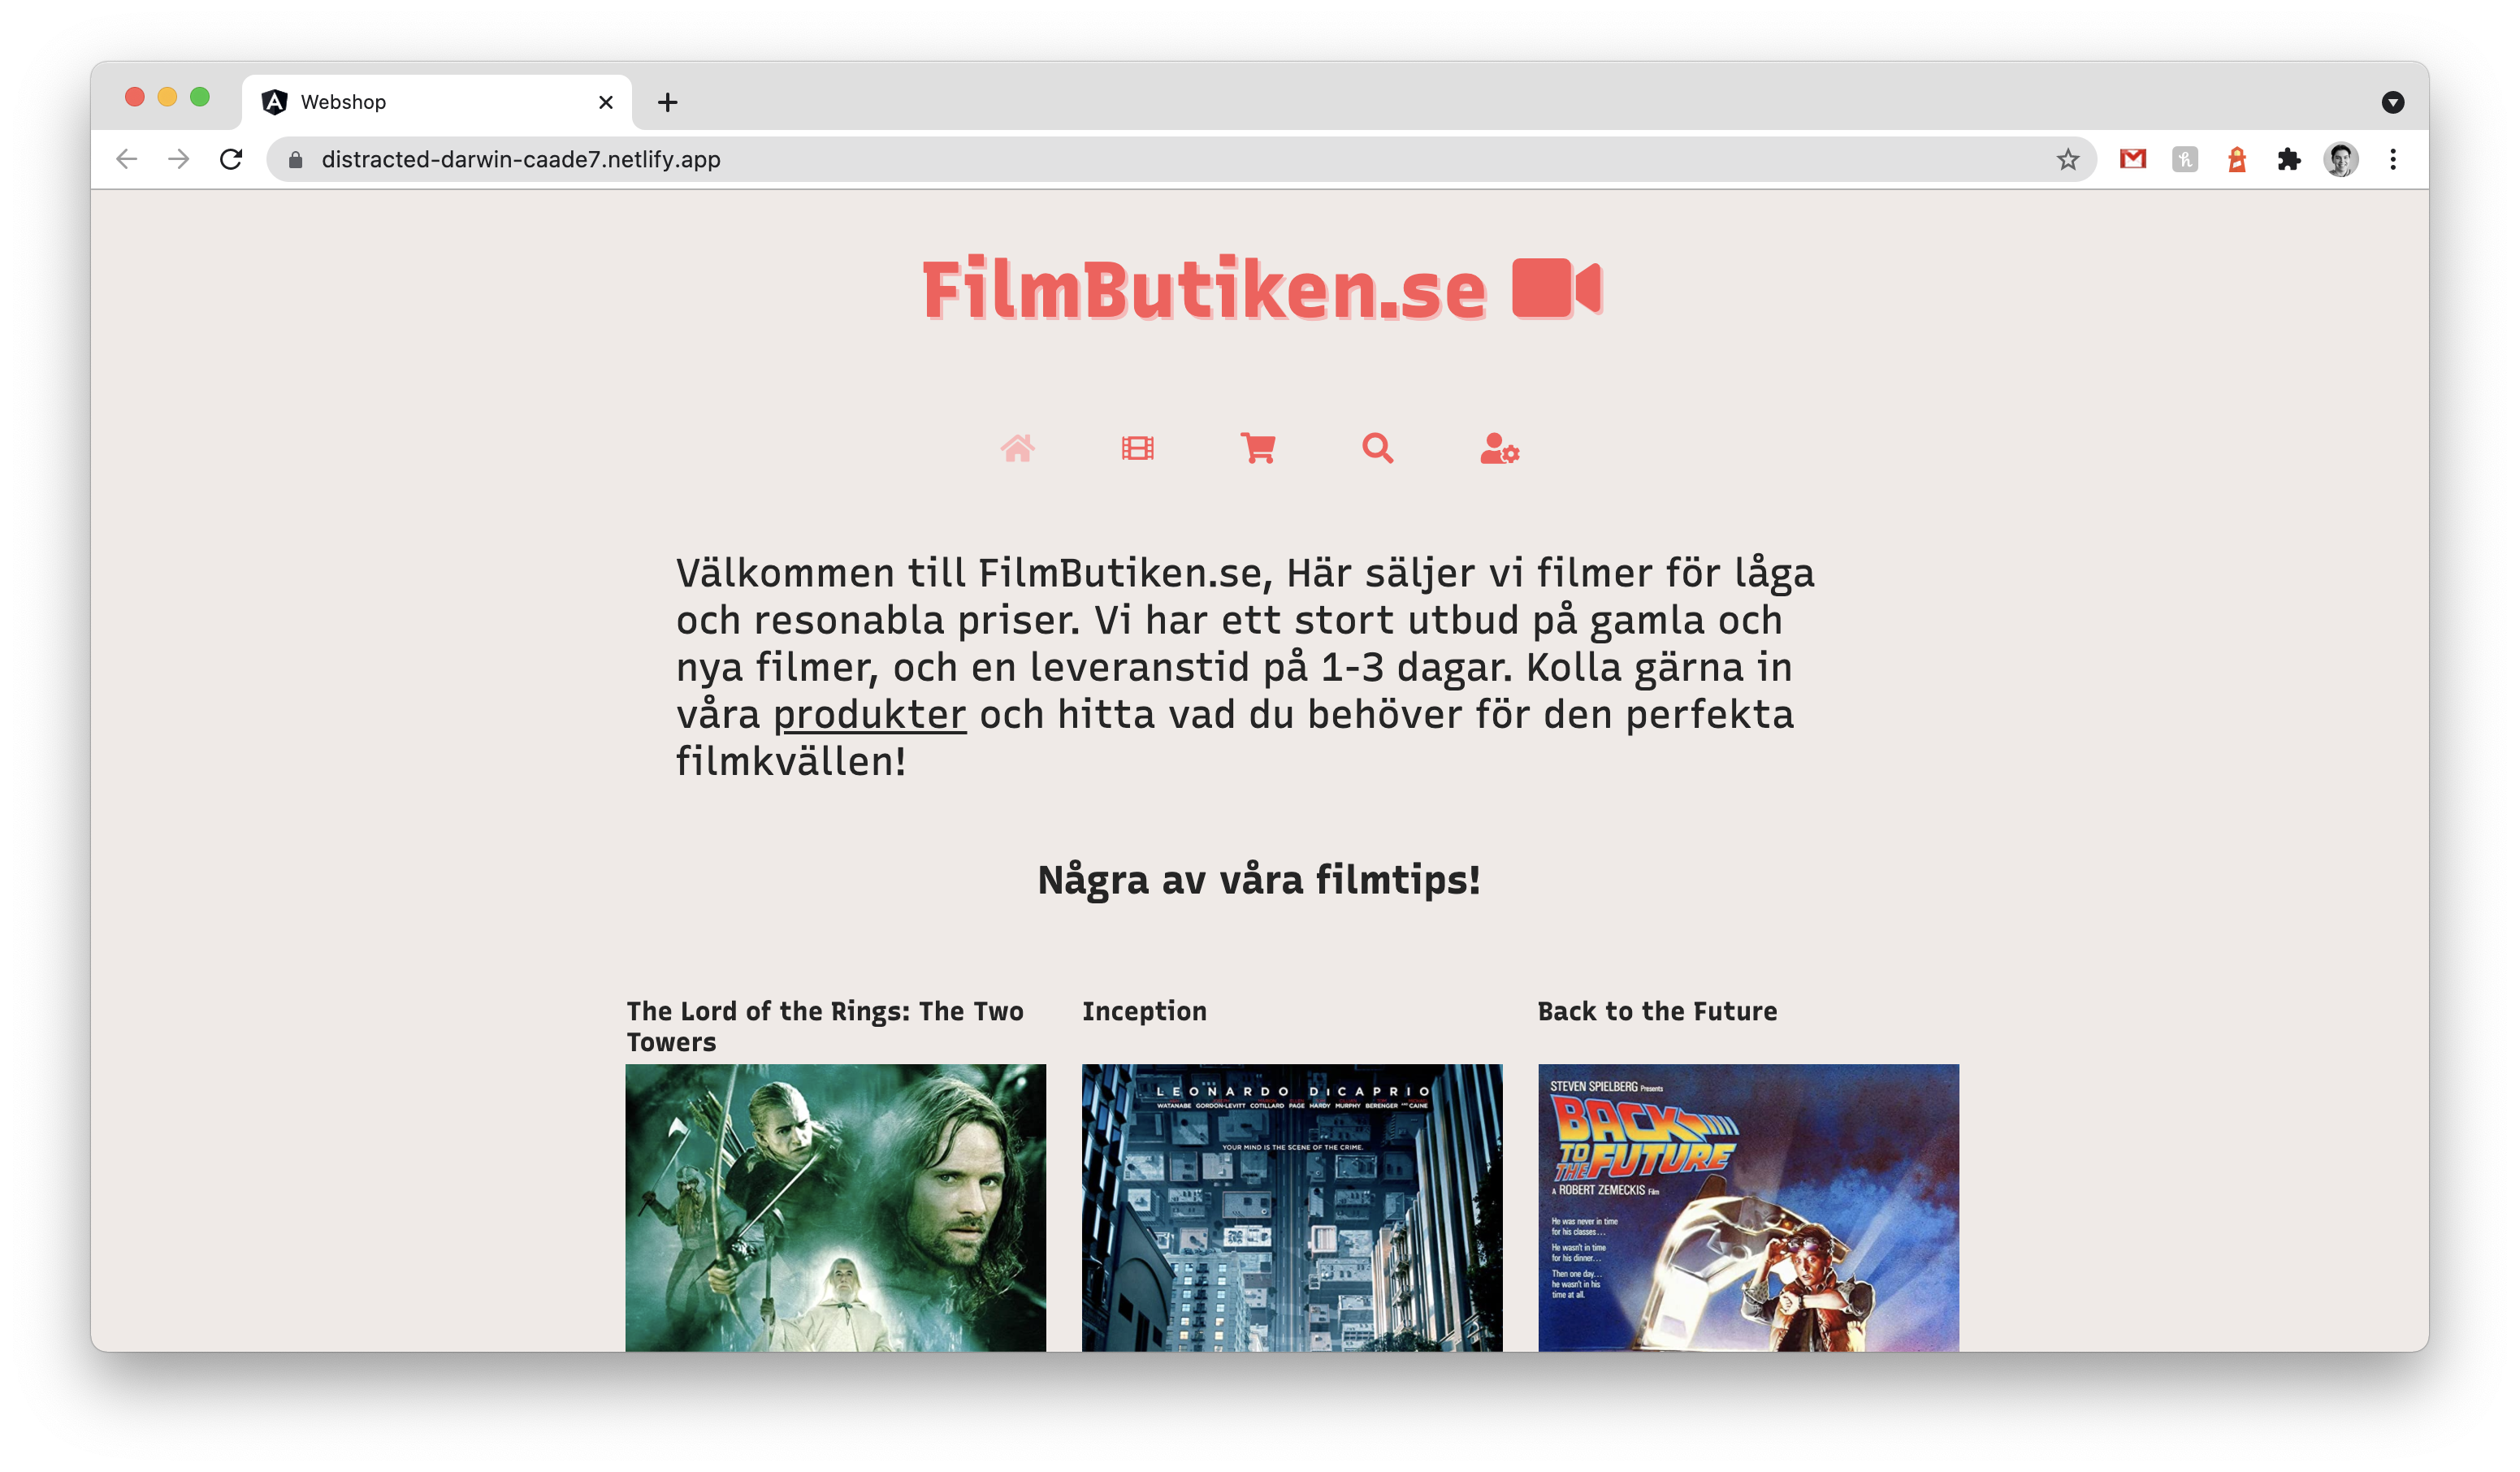 Webshop
distracted-darwin-caade7.netlify.app
FilmButiken.se
Välkommen till FilmButiken.se, Här säljer vi filmer för låga
och resonabla priser. Vi har ett stort utbud på gamla och
nya filmer, och en leveranstid på 1-3 dagar. Kolla gärna in
våra produkter och hitta vad du behöver för den perfekta
filmkvällen!
Några av våra filmtips!
The Lord of the Rings: The Two
Towers
Inception
Back to the Future
LEONARDO DiCAPRIO
WATANABE GORDON-LEVITT COTILLARD PAGE HARDY MURPHY BERENGER AND CAINE
YOUR MIND IS THE SCENE OF THE CRIME.
STEVEN SPIELBERG Presents
BACK
TO
THE FUTURE
A ROBERT ZEMECKIS Film
He was never in time
for his classes...
He wasn't in time
for his dinner...
Then one day...
he wasn't in his
time at all.